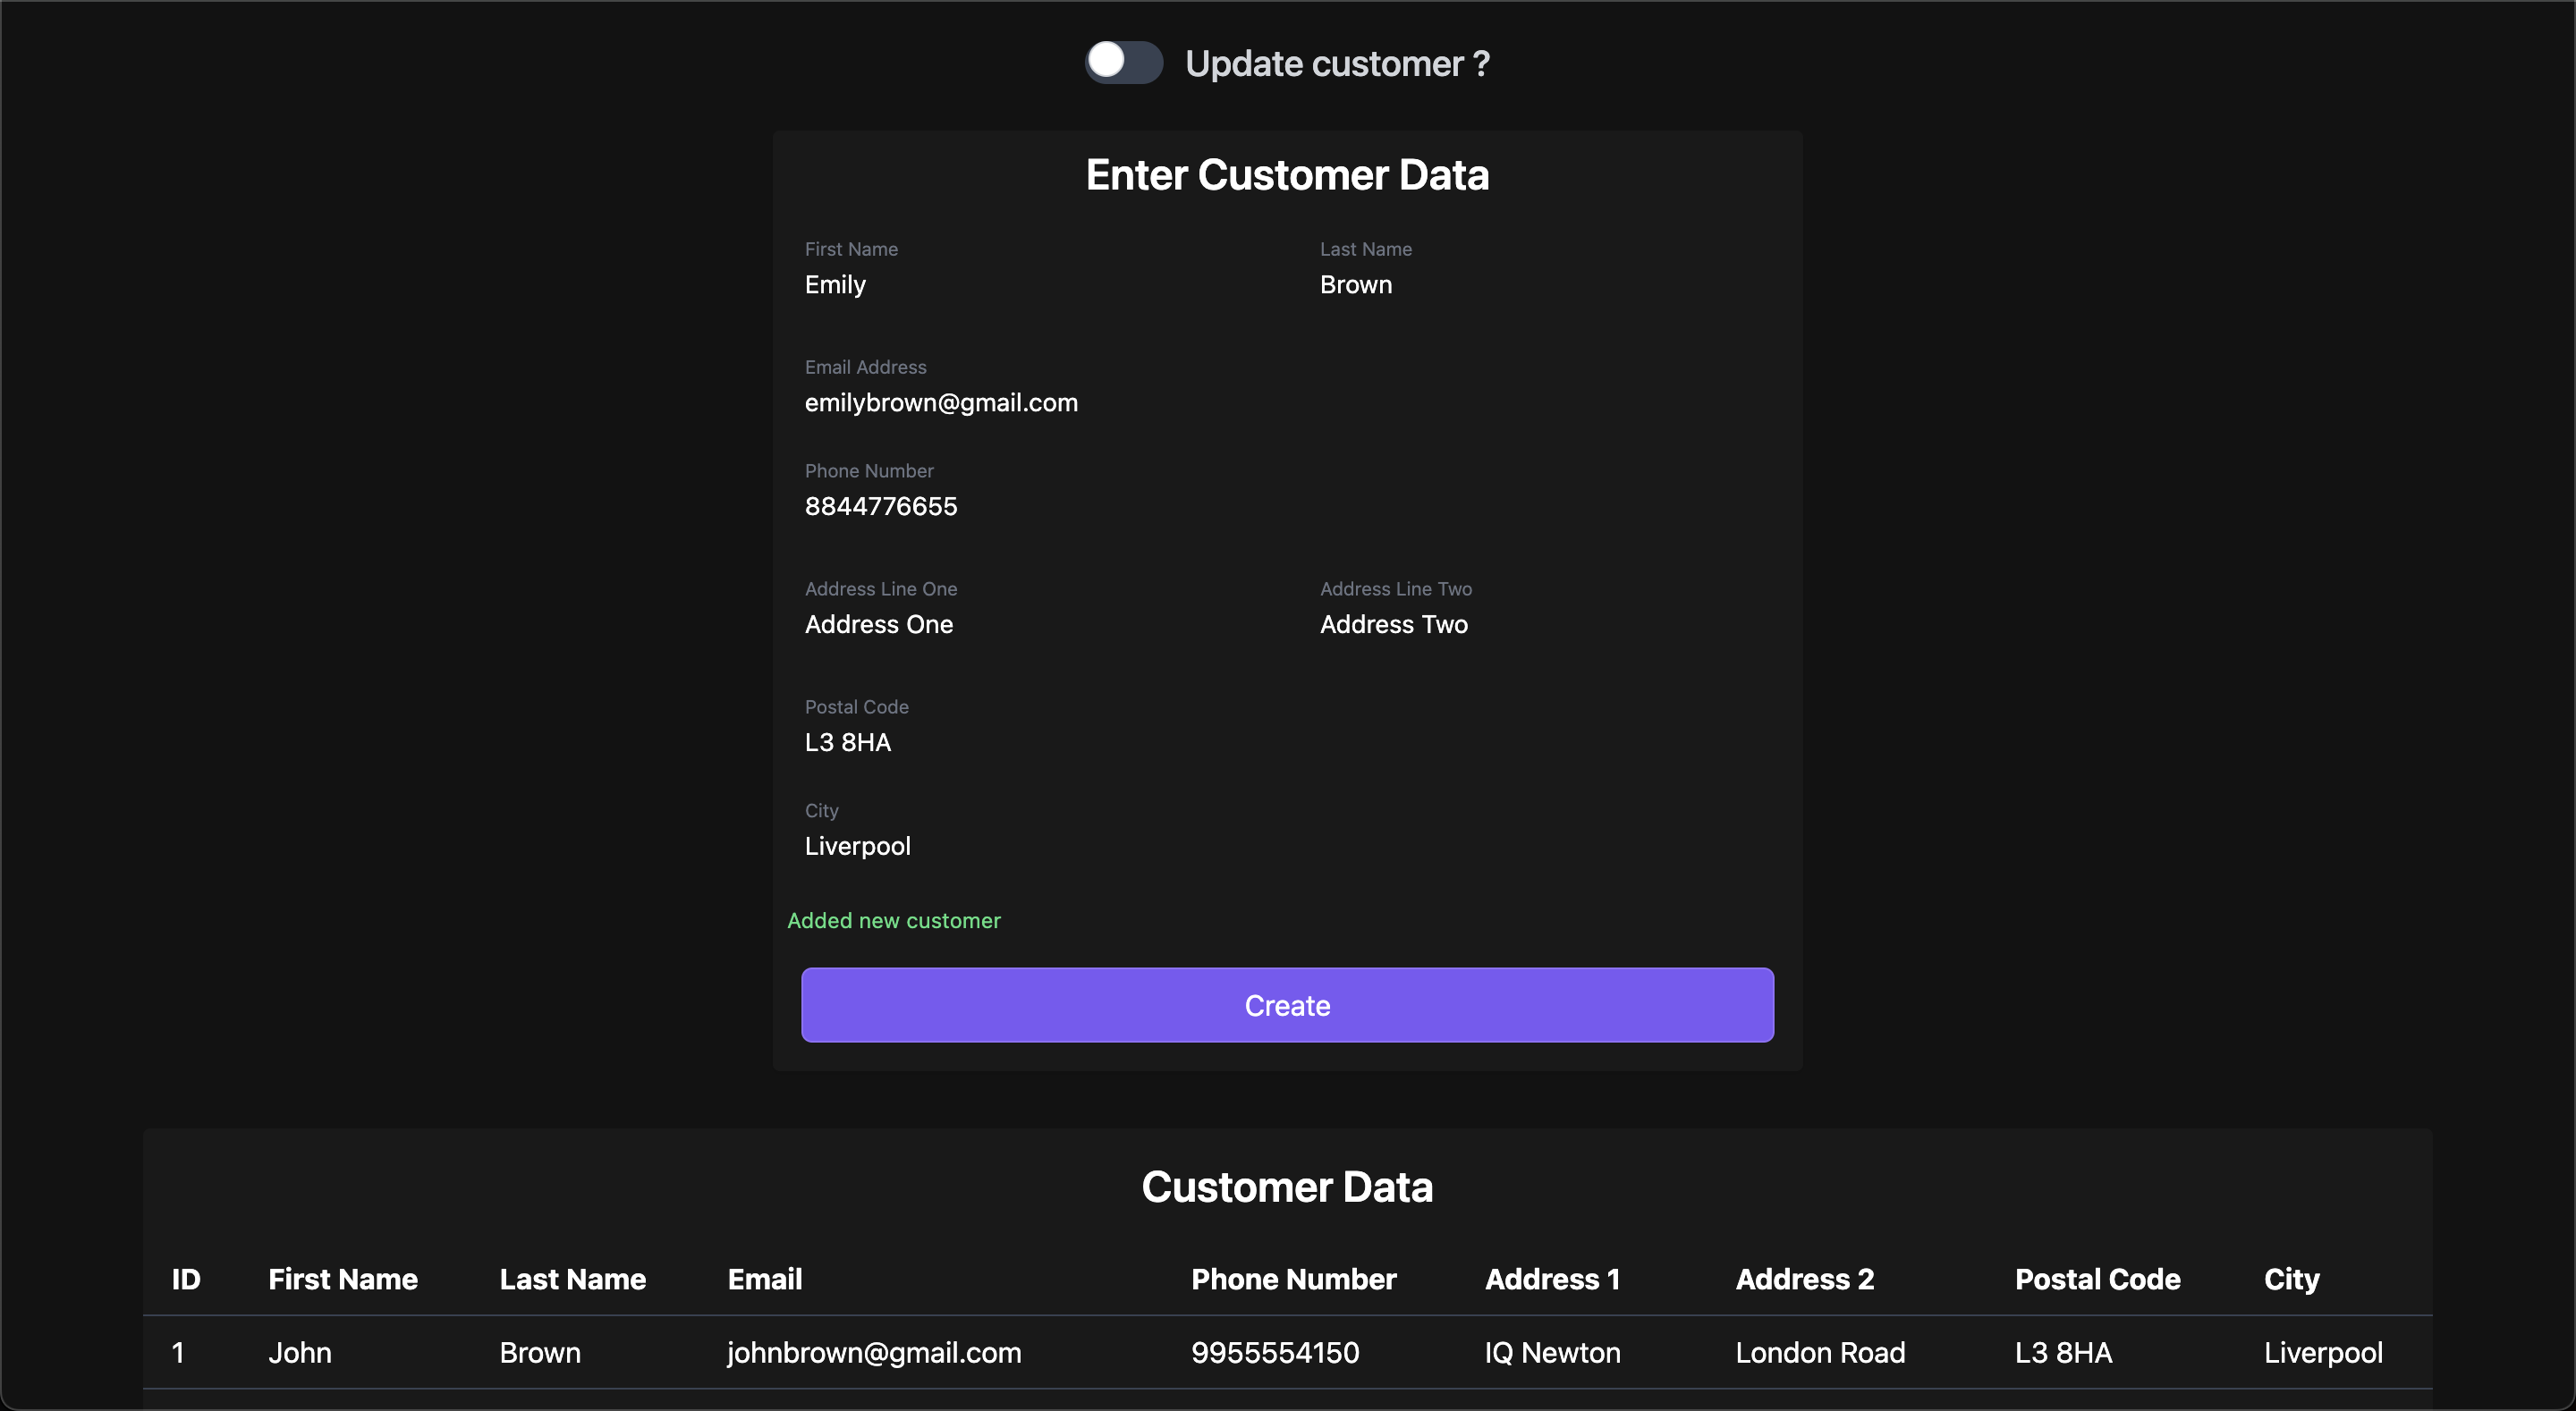 Update customer ?
Enter Customer Data
First Name Last Name
Emily Brown
Email Address
emilybrown@gmail.com
Phone Number
8844776655
Address Line One Address Line Two
Address One Address Two
Postal Code
L3 8HA
City
Liverpool
Added new customer
Create
Customer Data
ID First Name Last Name Email Phone Number Address 1 Address 2 Postal Code City
1 John Brown johnbrown@gmail.com 9955554150 IQ Newton London Road L3 8HA Liverpool